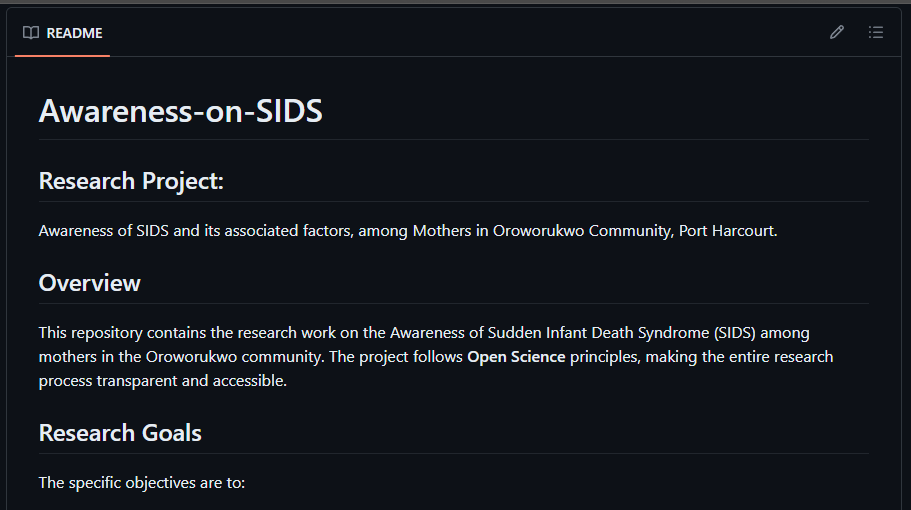 README
Awareness-on-SIDS
Research Project:
Awareness of SIDS and its associated factors, among Mothers in Oroworukwo Community, Port Harcourt.
Overview
This repository contains the research work on the Awareness of Sudden Infant Death Syndrome (SIDS) among
mothers in the Oroworukwo community. The project follows Open Science principles, making the entire research
process transparent and accessible.
Research Goals
The specific objectives are to: